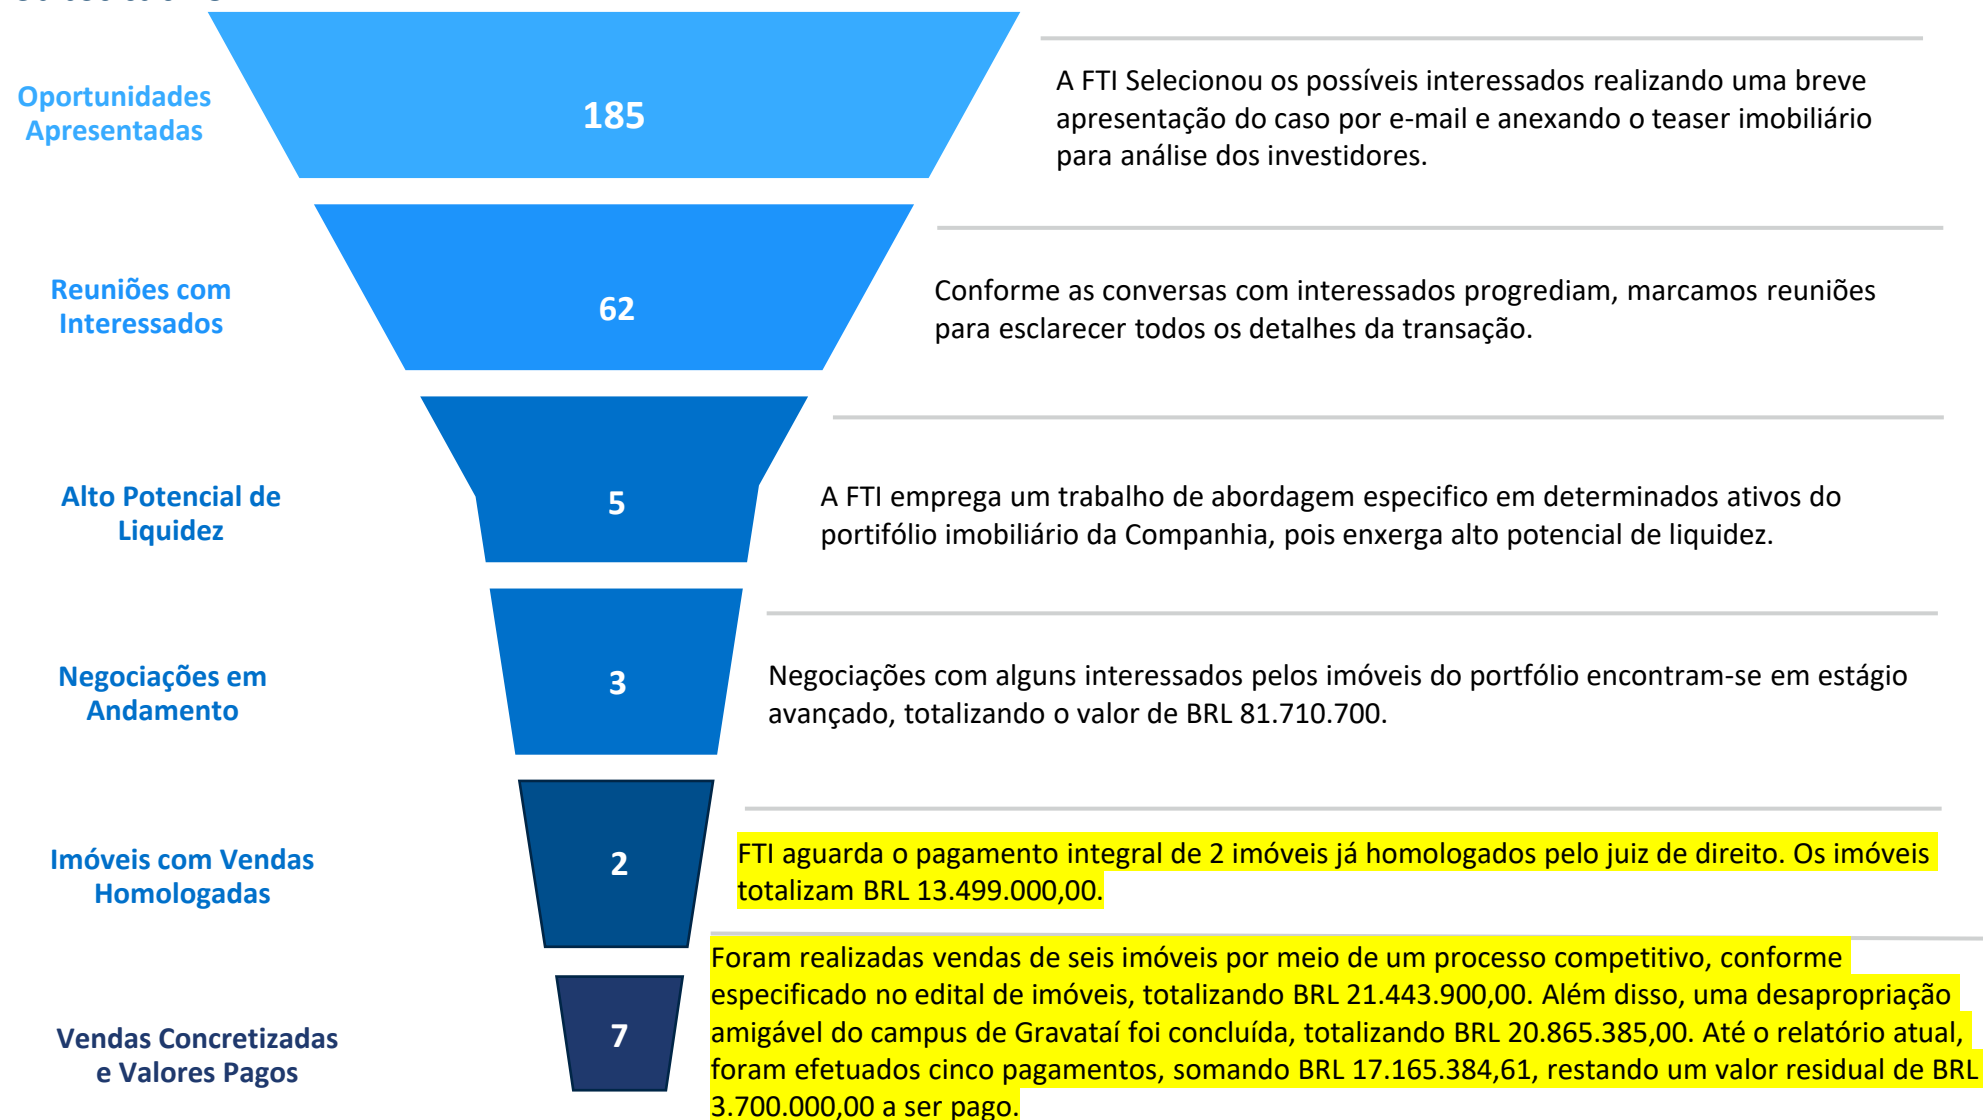 Oportunidades
Apresentadas
185
A FTI Selecionou os possíveis interessados realizando uma breve
apresentação do caso por e-mail e anexando o teaser imobiliário
para análise dos investidores.
Reuniões com
Interessados
62
Conforme as conversas com interessados progrediam, marcamos reuniões
para esclarecer todos os detalhes da transação.
Alto Potencial de
Liquidez
5
A FTI emprega um trabalho de abordagem especifico em determinados ativos do
portifólio imobiliário da Companhia, pois enxerga alto potencial de liquidez.
Negociações em
Andamento
3
Negociações com alguns interessados pelos imóveis do portfólio encontram-se em estágio
avançado, totalizando o valor de BRL 81.710.700.
Imóveis com Vendas
Homologadas
2
FTI aguarda o pagamento integral de 2 imóveis já homologados pelo juiz de direito. Os imóveis
totalizam BRL 13.499.000,00.
Vendas Concretizadas
e Valores Pagos
7
Foram realizadas vendas de seis imóveis por meio de um processo competitivo, conforme
especificado no edital de imóveis, totalizando BRL 21.443.900,00. Além disso, uma desapropriação
amigável do campus de Gravataí foi concluída, totalizando BRL 20.865.385,00. Até o relatório atual,
foram efetuados cinco pagamentos, somando BRL 17.165.384,61, restando um valor residual de BRL
3.700.000,00 a ser pago.